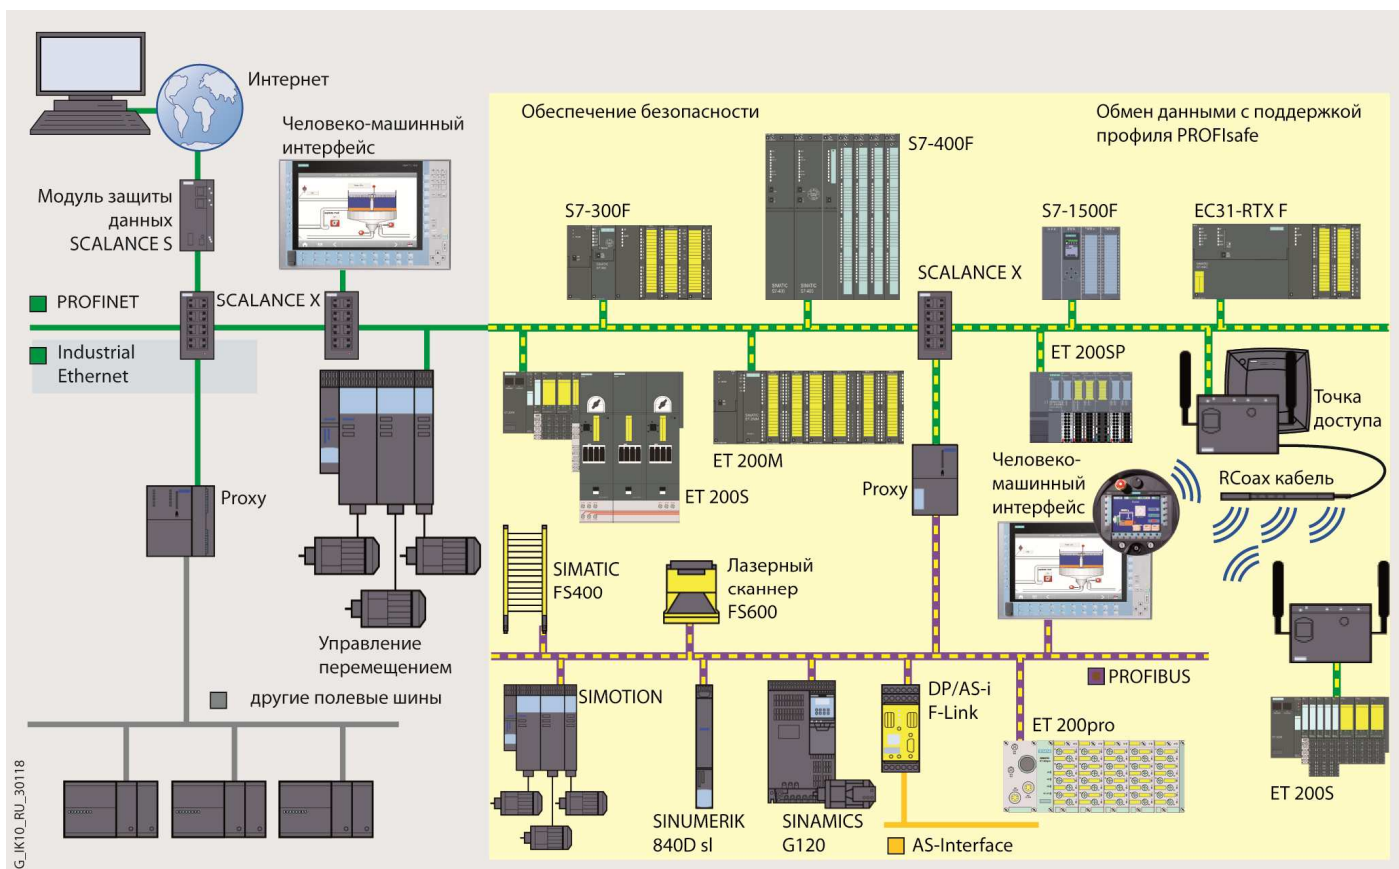 Интернет
Человеко-машинный
интерфейс
Модуль защиты
данных
SCALANCE S
PROFINET
SCALANCE X
Industrial
Ethernet
Proxy
Управление
перемещением
другие полевые шины
G_IK10_RU_30118
Обеспечение безопасности
Обмен данными с поддержкой
профиля PROFIsafe
S7-400F
S7-300F
S7-1500F
EC31-RTX F
SCALANCE X
ET 200SP
Точка
доступа
ET 200M
ET 200S
Proxy
Человеко-
машинный
интерфейс
RCoax кабель
SIMATIC
FS400
Лазерный
сканнер
FS600
PROFIBUS
SIMOTION
DP/AS-i
F-Link
ET 200pro
SINUMERIK
840D sl
SINAMICS
G120
AS-Interface
ET 200S